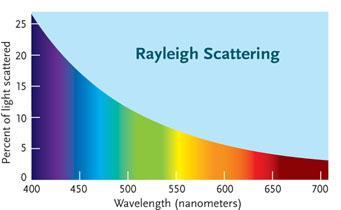 Rayleigh Scattering
Percent of light scattered
25
20
15
10
5
0
400 450 500 550 600 650 700
Wavelength (nanometers)